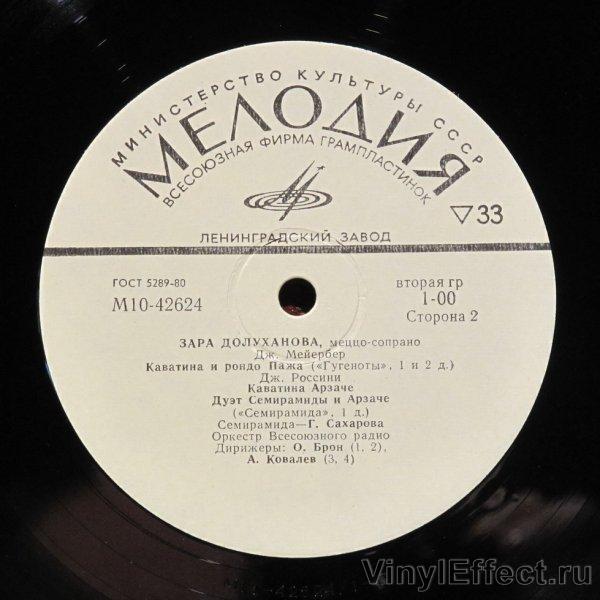 МИНИСТЕРСТВО КУЛЬТУРЫ СССР
МЕЛОДИЯ
ВСЕСОЮЗНАЯ ФИРМА ГРАМПЛАСТИНОК
▽33
ЛЕНИНГРАДСКИЙ ЗАВОД
ГОСТ 5289-80
М10-42624
вторая гр
1-00
Сторона 2
ЗАРА ДОЛУХАНОВА, меццо-сопрано
Дж. Мейербер
Каватина и рондо Пажа («Гугеноты», 1 и 2 д.)
Дж. Россини
Каватина Арзаче
Дуэт Семирамиды и Арзаче
(«Семирамида», 1 д.)
Семирамида—Г. Сахарова
Оркестр Всесоюзного радио
Дирижеры: О. Брон (1, 2),
А. Ковалев (3, 4)
VinylEffect.ru